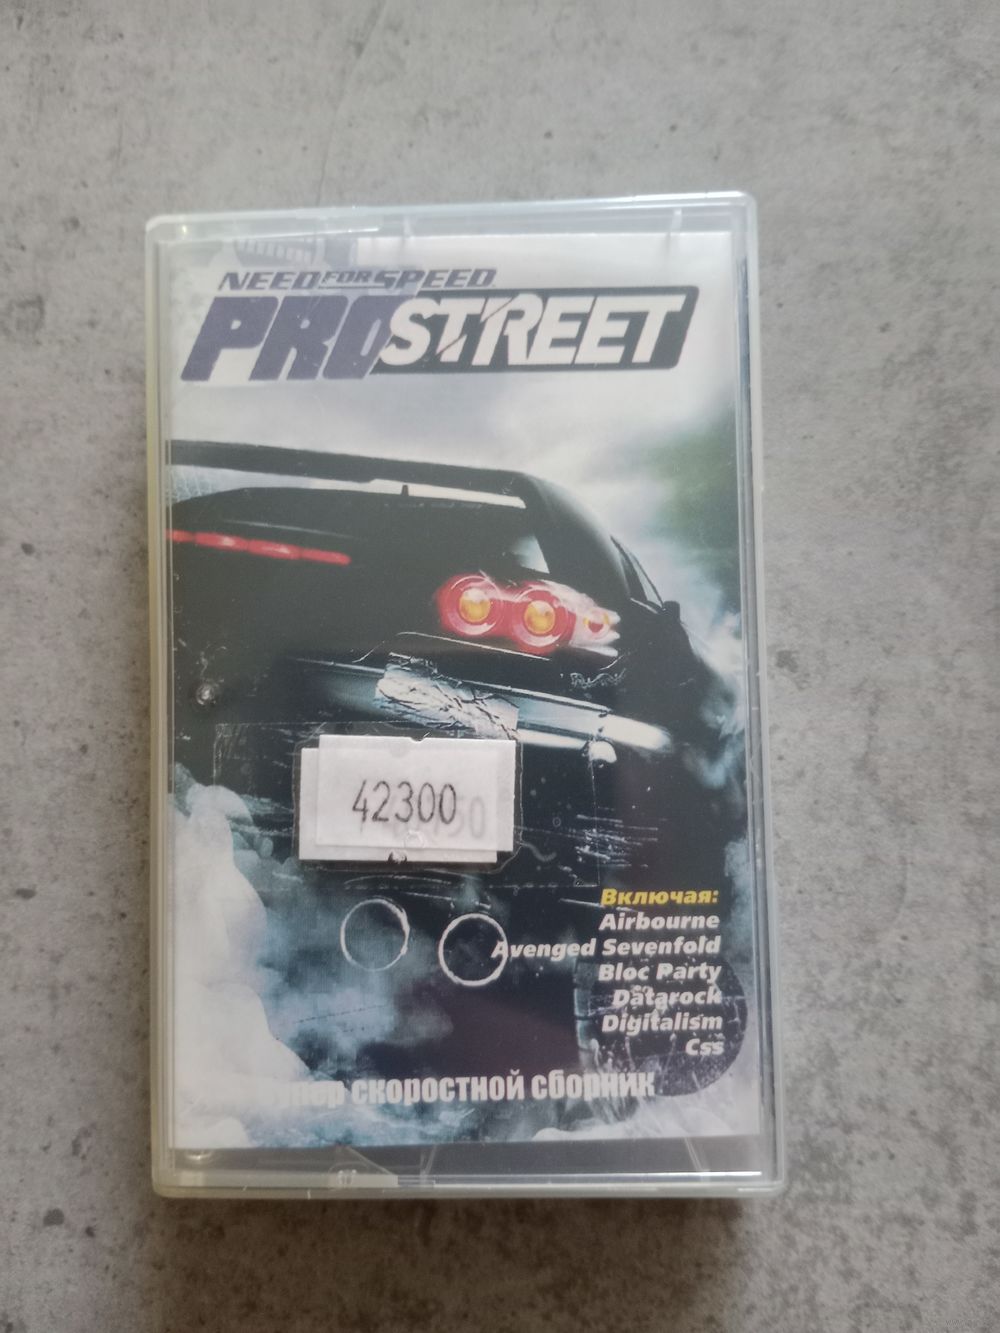 NEED FOR SPEED
PROSTREET
42300
Включая:
Airbourne
Avenged Sevenfold
Bloc Party
Datarock
Digitalism
Css
скоростной сборник